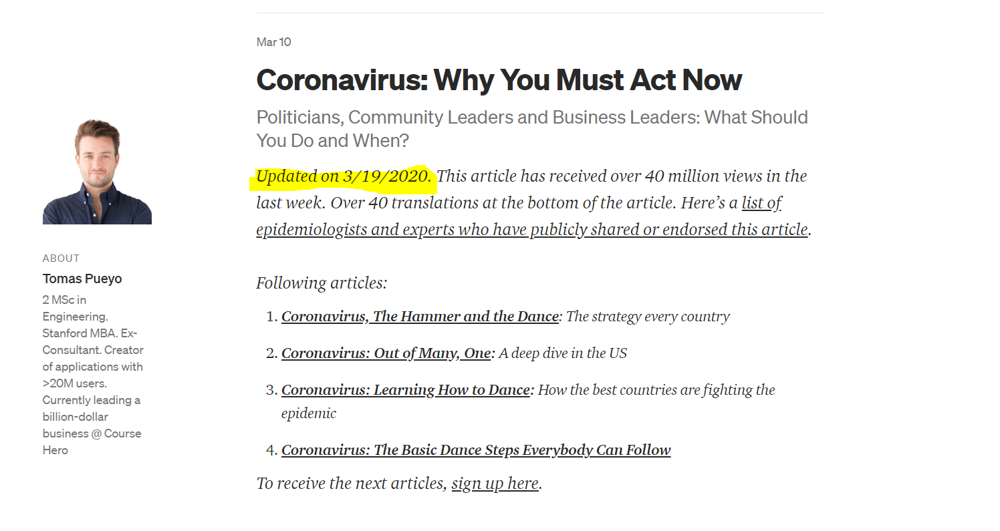 Mar 10
Coronavirus: Why You Must Act Now
Politicians, Community Leaders and Business Leaders: What Should
You Do and When?
Updated on 3/19/2020. This article has received over 40 million views in the
last week. Over 40 translations at the bottom of the article. Here’s a list of
epidemiologists and experts who have publicly shared or endorsed this article.
Following articles:
1. Coronavirus, The Hammer and the Dance: The strategy every country
2. Coronavirus: Out of Many, One: A deep dive in the US
3. Coronavirus: Learning How to Dance: How the best countries are fighting the
epidemic
4. Coronavirus: The Basic Dance Steps Everybody Can Follow
To receive the next articles, sign up here.
ABOUT
Tomas Pueyo
2 MSc in
Engineering.
Stanford MBA. Ex-
Consultant. Creator
of applications with
>20M users.
Currently leading a
billion-dollar
business @ Course
Hero